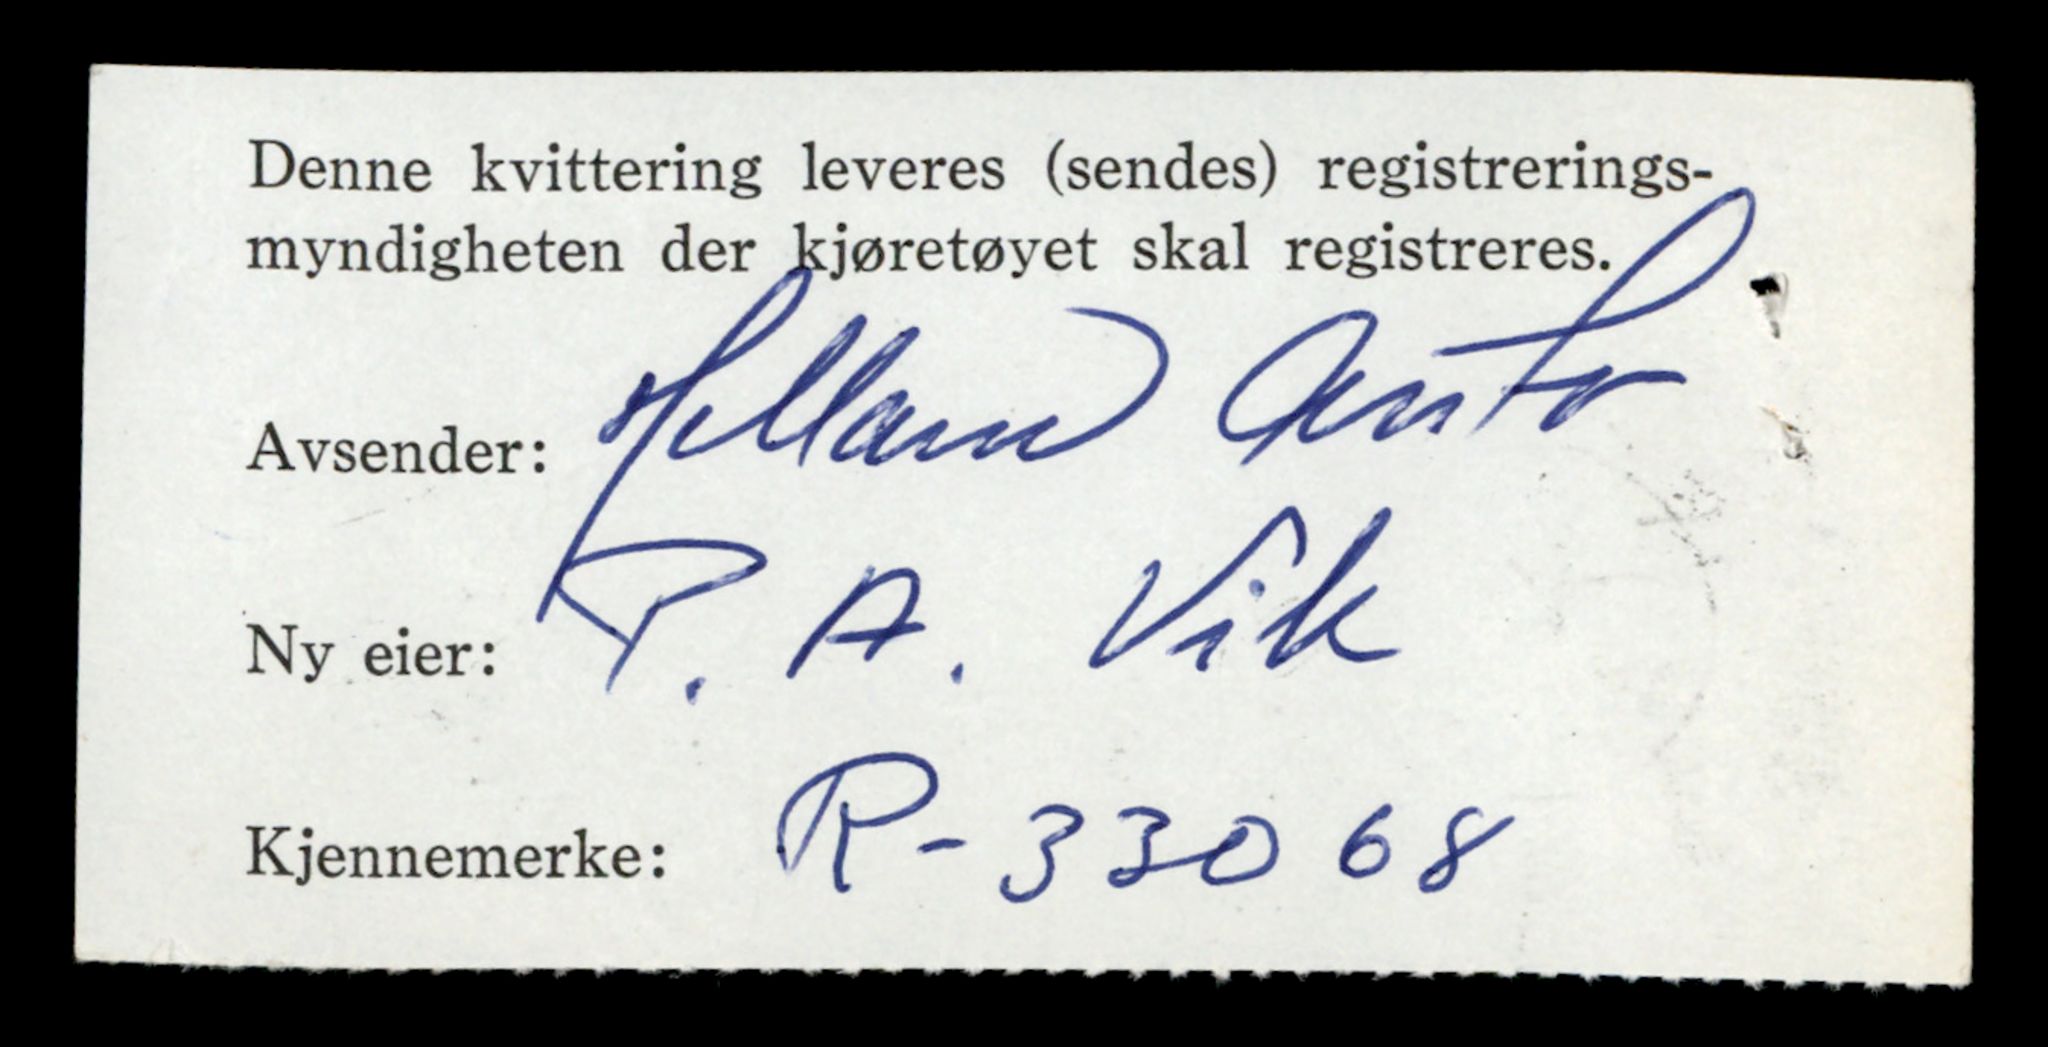 Denne kvittering leveres (sendes) registrerings-
myndigheten der kjøretøyet skal registreres.
Avsender: Helland Auto
Ny eier: P. A. Vik
Kjennemerke: R-33068